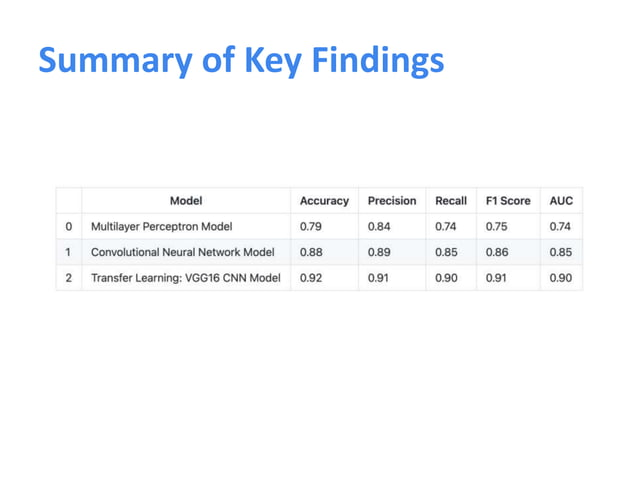 Summary of Key Findings
Model Accuracy Precision Recall F1 Score AUC
0 Multilayer Perceptron Model 0.79 0.84 0.74 0.75 0.74
1 Convolutional Neural Network Model 0.88 0.89 0.85 0.86 0.85
2 Transfer Learning: VGG16 CNN Model 0.92 0.91 0.90 0.91 0.90